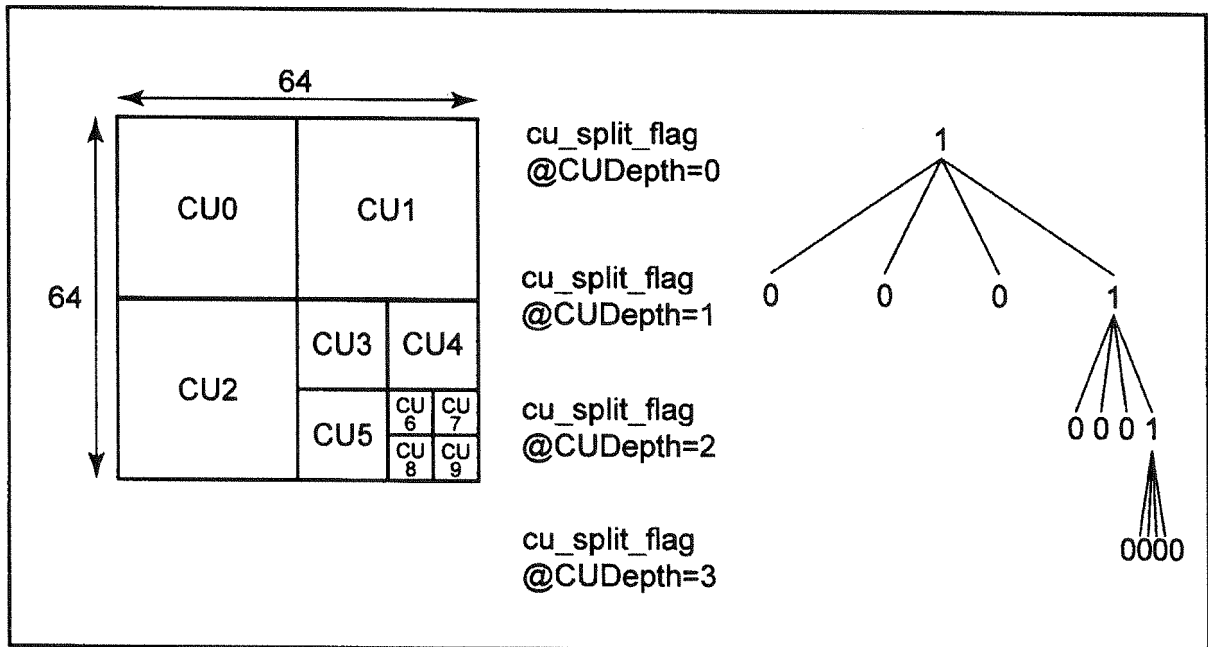 64
64
CU0
CU1
CU2
CU3
CU4
CU5
CU
6
CU
7
CU
8
CU
9
cu_split_flag
@CUDepth=0
1
cu_split_flag
@CUDepth=1
0 0 0 1
cu_split_flag
@CUDepth=2
0 0 0 1
cu_split_flag
@CUDepth=3
0000